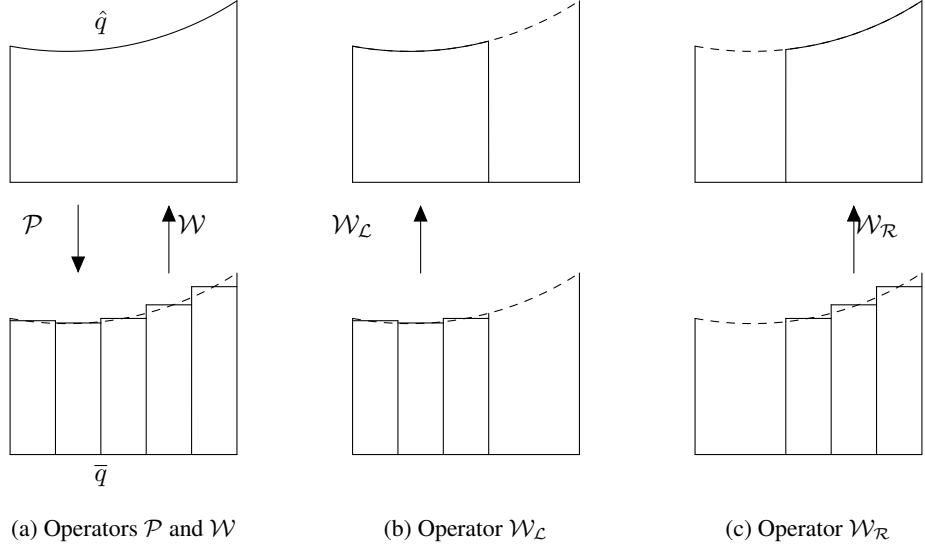 q̂
𝒫 𝒲 𝒲_ℒ 𝒲_ℛ
q̅
(a) Operators 𝒫 and 𝒲 (b) Operator 𝒲_ℒ (c) Operator 𝒲_ℛ